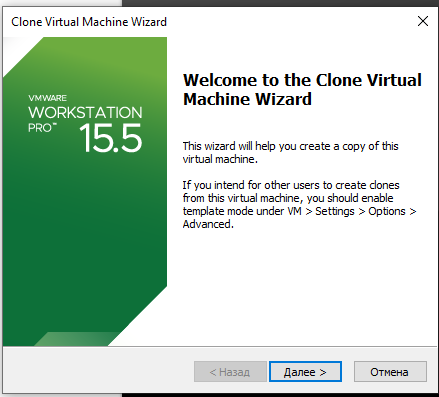 Clone Virtual Machine Wizard
VMWARE
WORKSTATION
PRO™
15.5
Welcome to the Clone Virtual
Machine Wizard
This wizard will help you create a copy of this
virtual machine.
If you intend for other users to create clones
from this virtual machine, you should enable
template mode under VM > Settings > Options >
Advanced.
< Назад
Далее >
Отмена